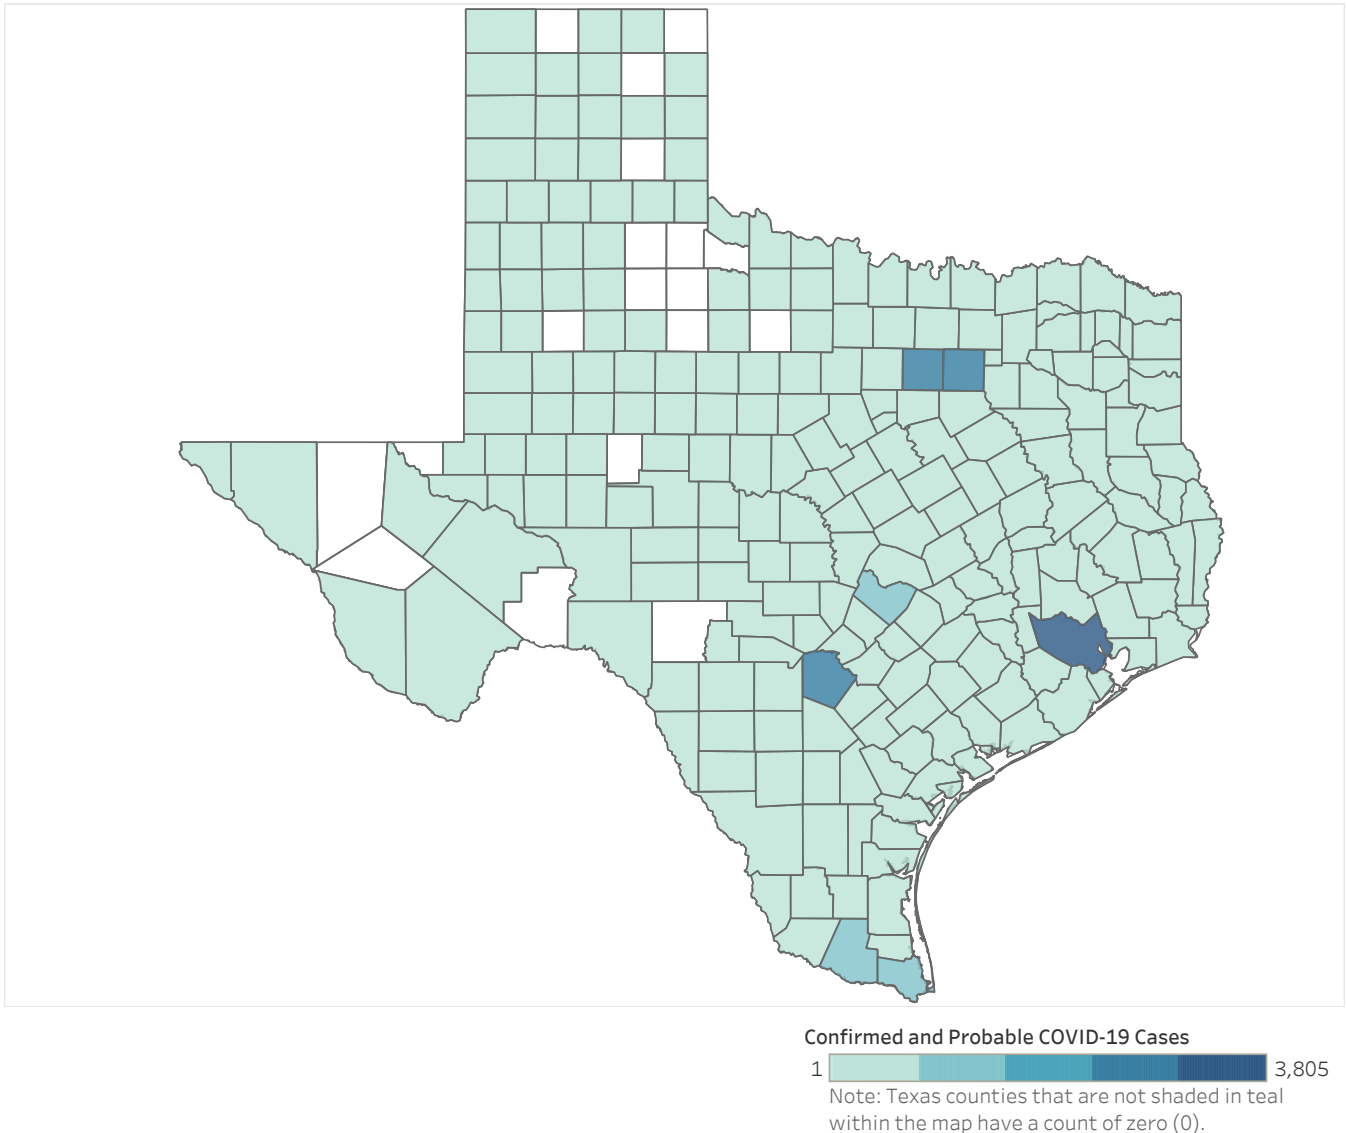 Confirmed and Probable COVID-19 Cases
1 3,805
Note: Texas counties that are not shaded in teal
within the map have a count of zero (0).